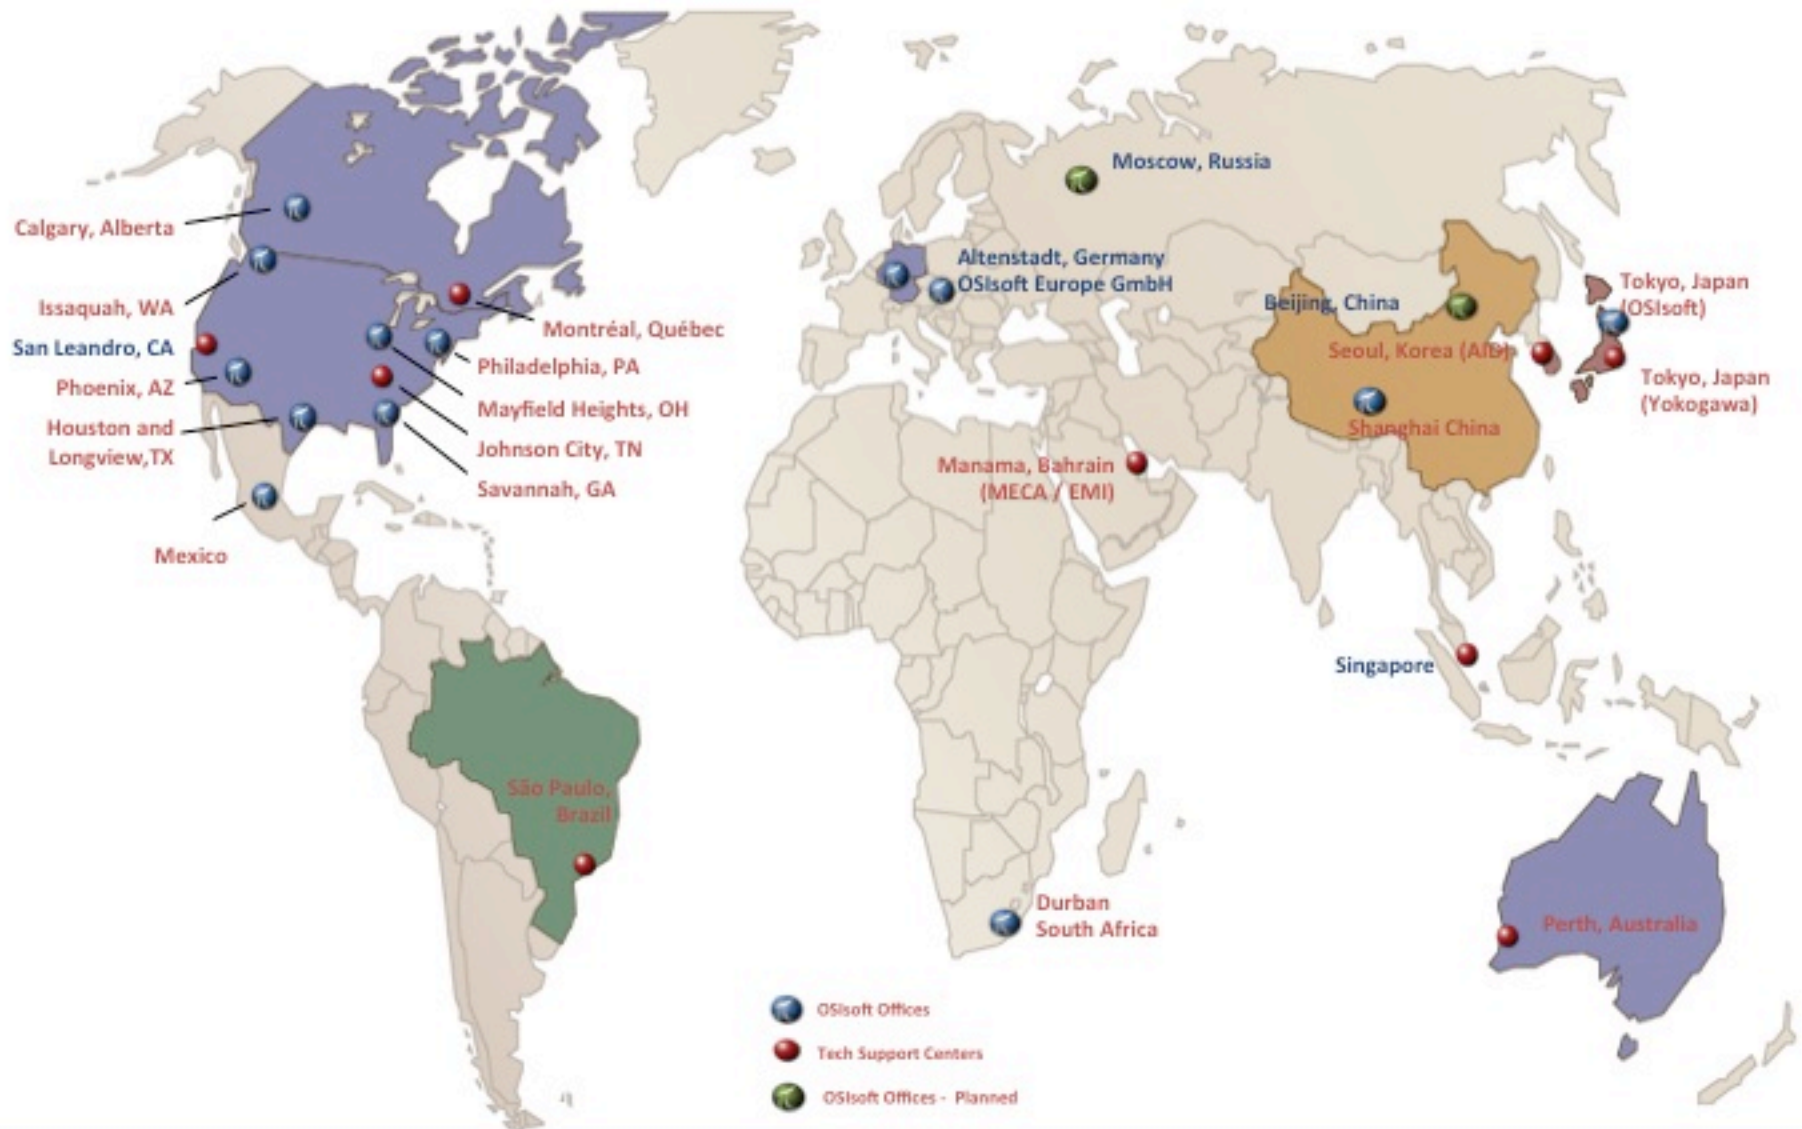 Moscow, Russia
Calgary, Alberta
Altenstadt, Germany
OSIsoft Europe GmbH
Issaquah, WA
San Leandro, CA
Phoenix, AZ
Houston and
Longview,TX
Mexico
Montréal, Québec
Philadelphia, PA
Mayfield Heights, OH
Johnson City, TN
Savannah, GA
Beijing, China
Tokyo, Japan
(OSIsoft)
Seoul, Korea (AID)
Tokyo, Japan
(Yokogawa)
Shanghai China
Manama, Bahrain
(MECA / EMI)
Singapore
São Paulo,
Brazil
Durban
South Africa
Perth, Australia
OSIsoft Offices
Tech Support Centers
OSIsoft Offices - Planned